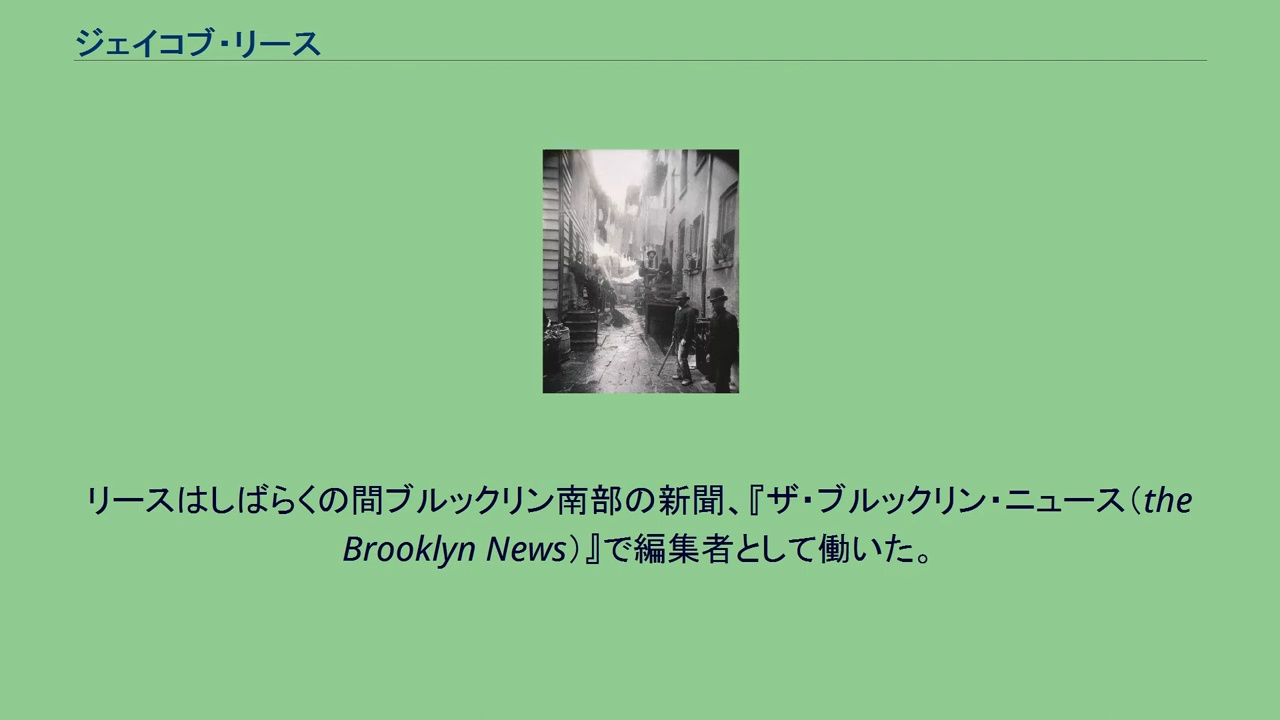 ジェイコブ・リース
リースはしばらくの間ブルックリン南部の新聞、『ザ・ブルックリン・ニュース（the
Brooklyn News）』で編集者として働いた。